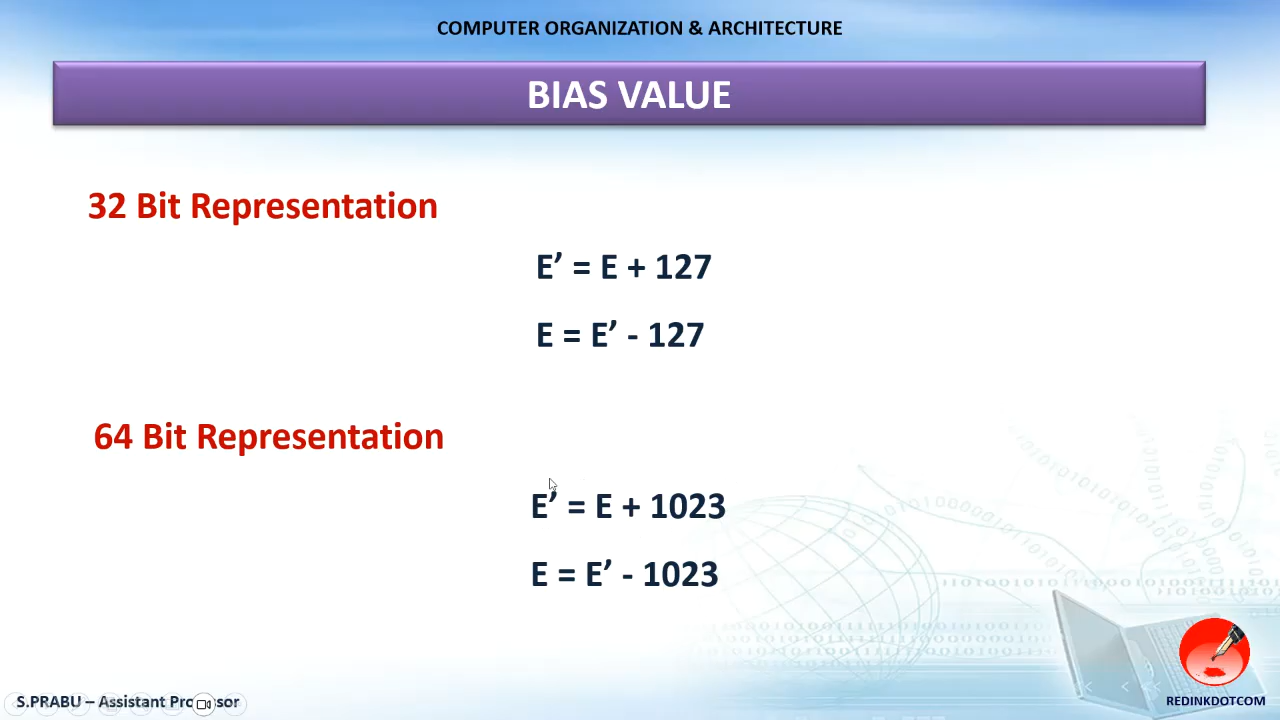 COMPUTER ORGANIZATION & ARCHITECTURE
BIAS VALUE
32 Bit Representation
E’ = E + 127
E = E’ - 127
64 Bit Representation
E’ = E + 1023
E = E’ - 1023
S.PRABU – Assistant Professor
REDINKDOTCOM